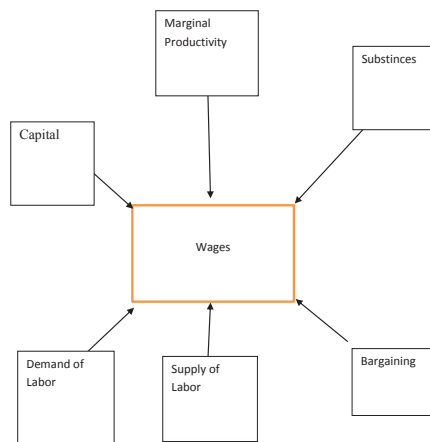 Marginal
Productivity
Substinces
Capital
Wages
Demand of
Labor
Supply of
Labor
Bargaining